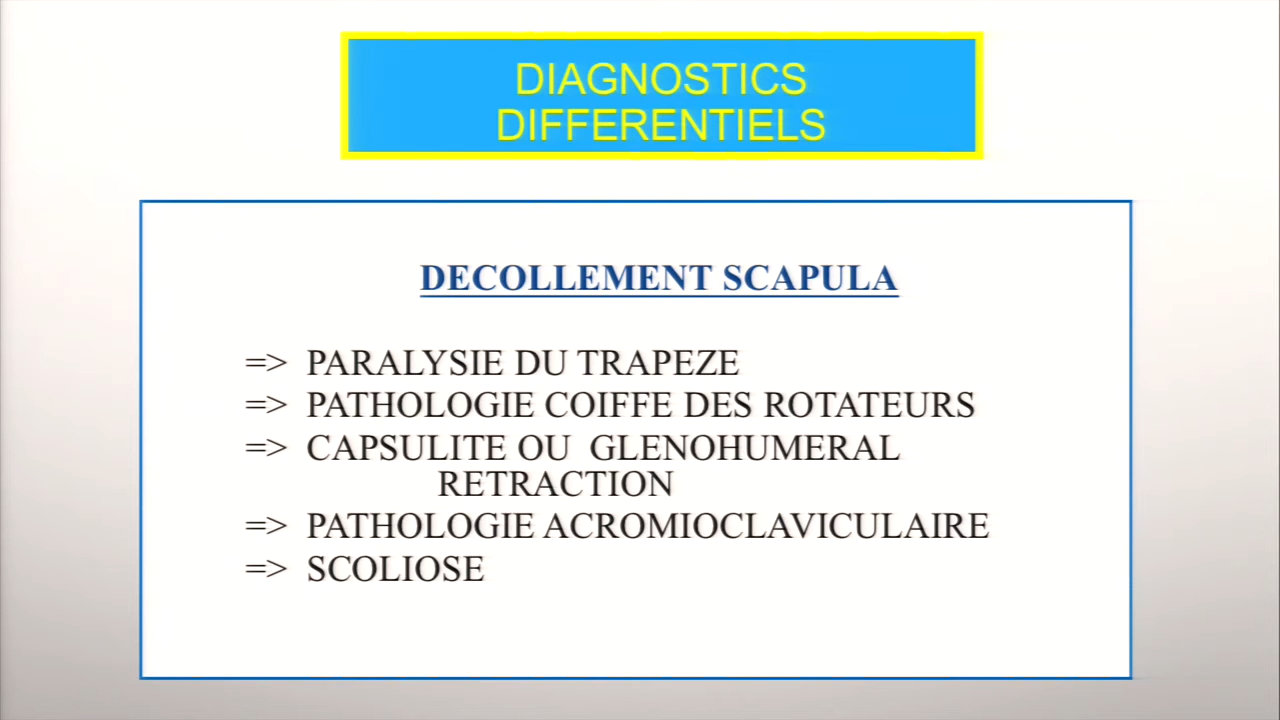 DIAGNOSTICS
DIFFERENTIELS
DECOLLEMENT SCAPULA
=> PARALYSIE DU TRAPEZE
=> PATHOLOGIE COIFFE DES ROTATEURS
=> CAPSULITE OU GLENOHUMERAL
RETRACTION
=> PATHOLOGIE ACROMIOCLAVICULAIRE
=> SCOLIOSE